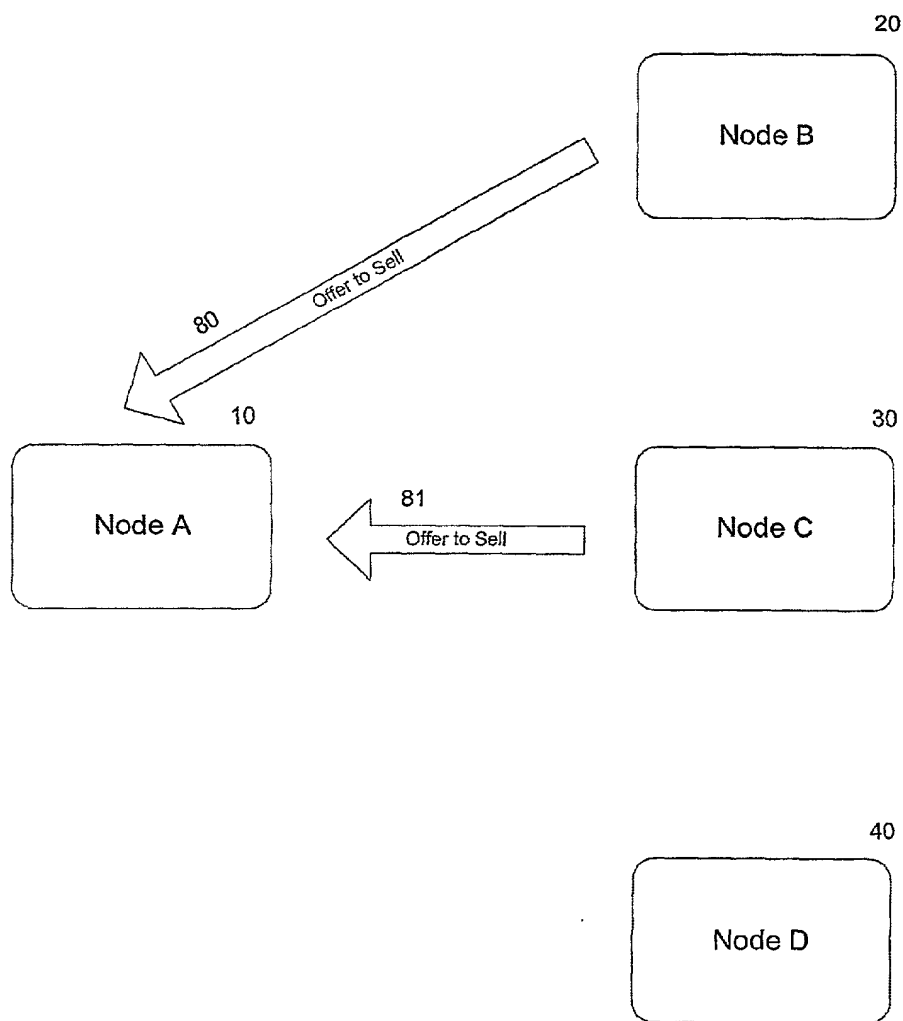 20
Node B
Offer to Sell
80
10
30
Node A
81
Offer to Sell
Node C
40
Node D